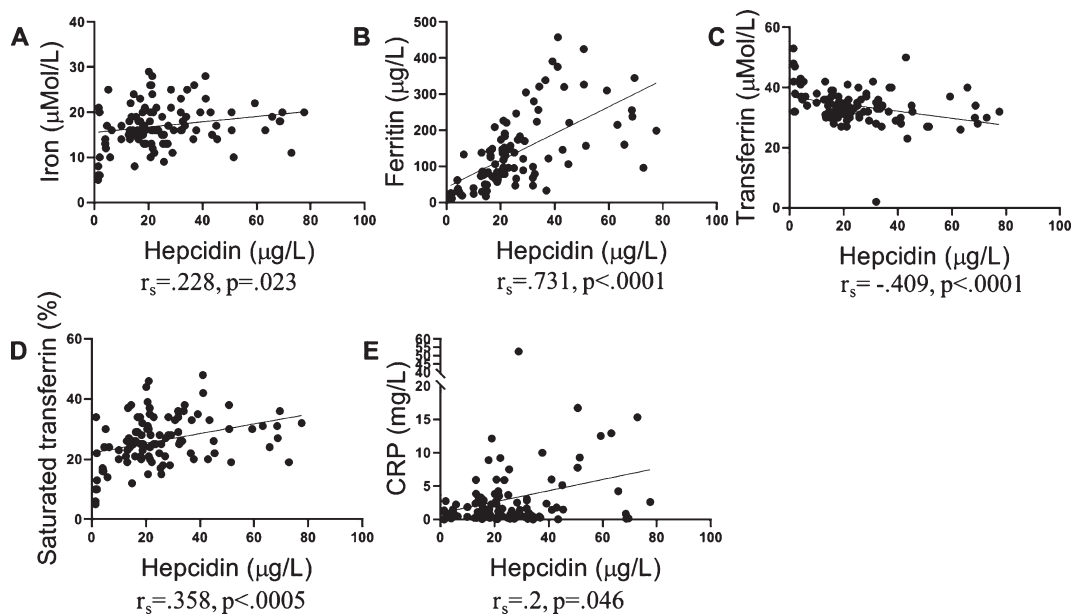 A
Iron (μMol/L)
40
30
20
10
0
0 20 40 60 80 100
Hepcidin (μg/L)
rs=.228, p=.023
B
Ferritin (μg/L)
500
400
300
200
100
0
0 20 40 60 80 100
Hepcidin (μg/L)
rs=.731, p<.0001
C
Transferrin (μMol/L)
60
40
20
0
0 20 40 60 80 100
Hepcidin (μg/L)
rs= -.409, p<.0001
D
Saturated transferrin (%)
60
40
20
0
0 20 40 60 80 100
Hepcidin (μg/L)
rs=.358, p<.0005
E
CRP (mg/L)
60
55
50
45
40
20
15
10
5
0
0 20 40 60 80 100
Hepcidin (μg/L)
rs=.2, p=.046